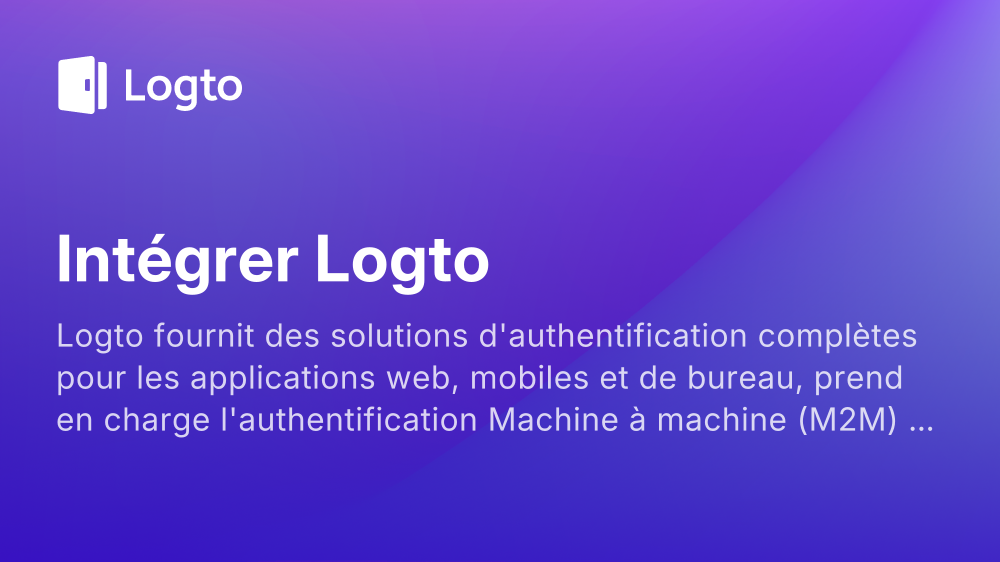 Logto
Intégrer Logto
Logto fournit des solutions d'authentification complètes
pour les applications web, mobiles et de bureau, prend
en charge l'authentification Machine à machine (M2M) ...